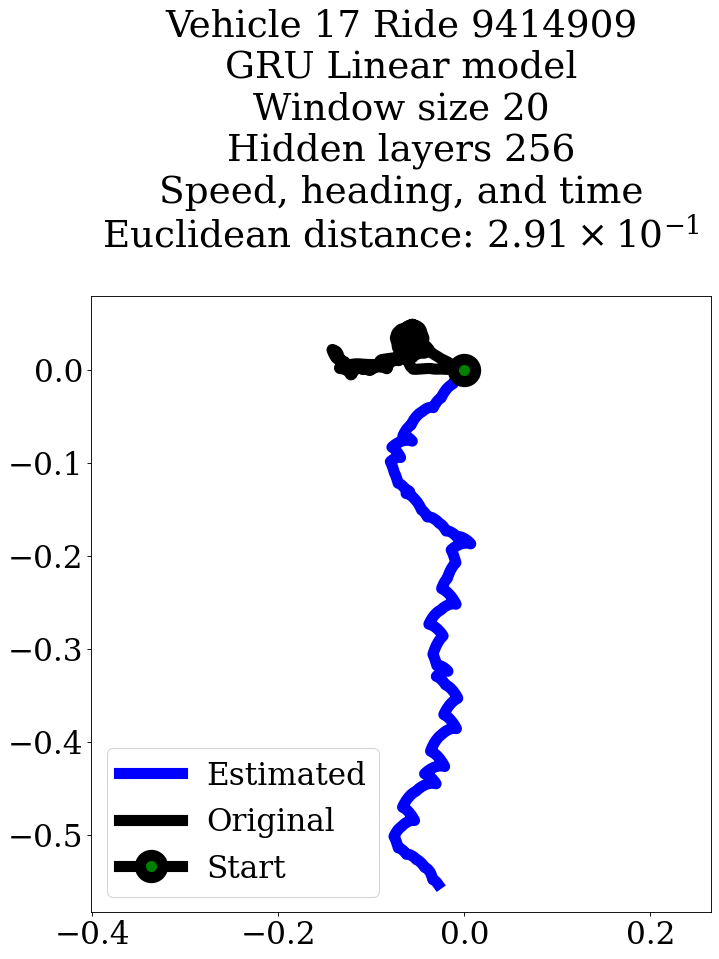 Vehicle 17 Ride 9414909
GRU Linear model
Window size 20
Hidden layers 256
Speed, heading, and time
Euclidean distance: 2.91 × 10⁻¹
0.0
−0.1
−0.2
−0.3
−0.4
−0.5
Estimated
Original
Start
−0.4 −0.2 0.0 0.2